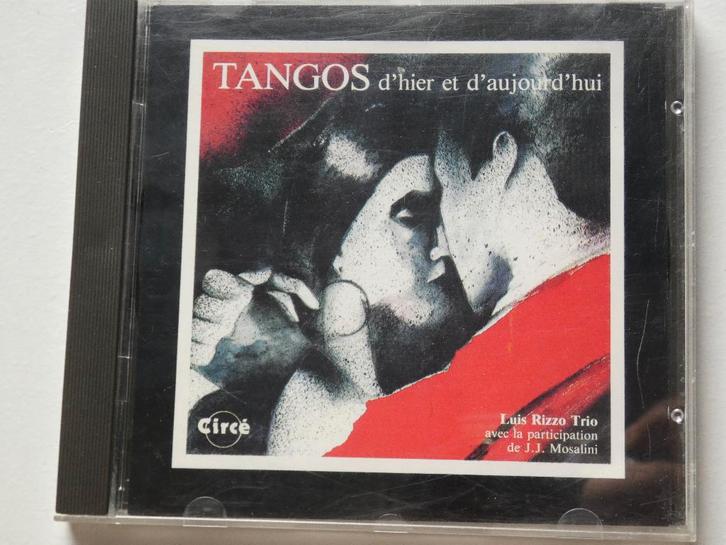 TANGOS d'hier et d'aujourd'hui
Circé
Luis Rizzo Trio
avec la participation
de J.J. Mosalini